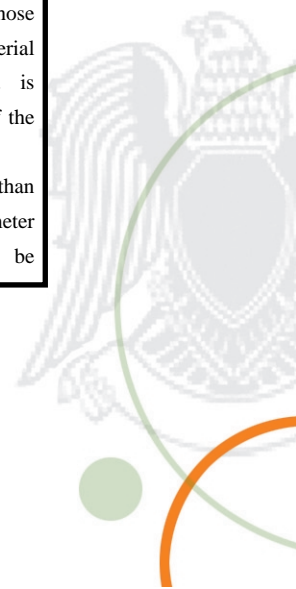 hose
erial
is
f the
than
neter
be